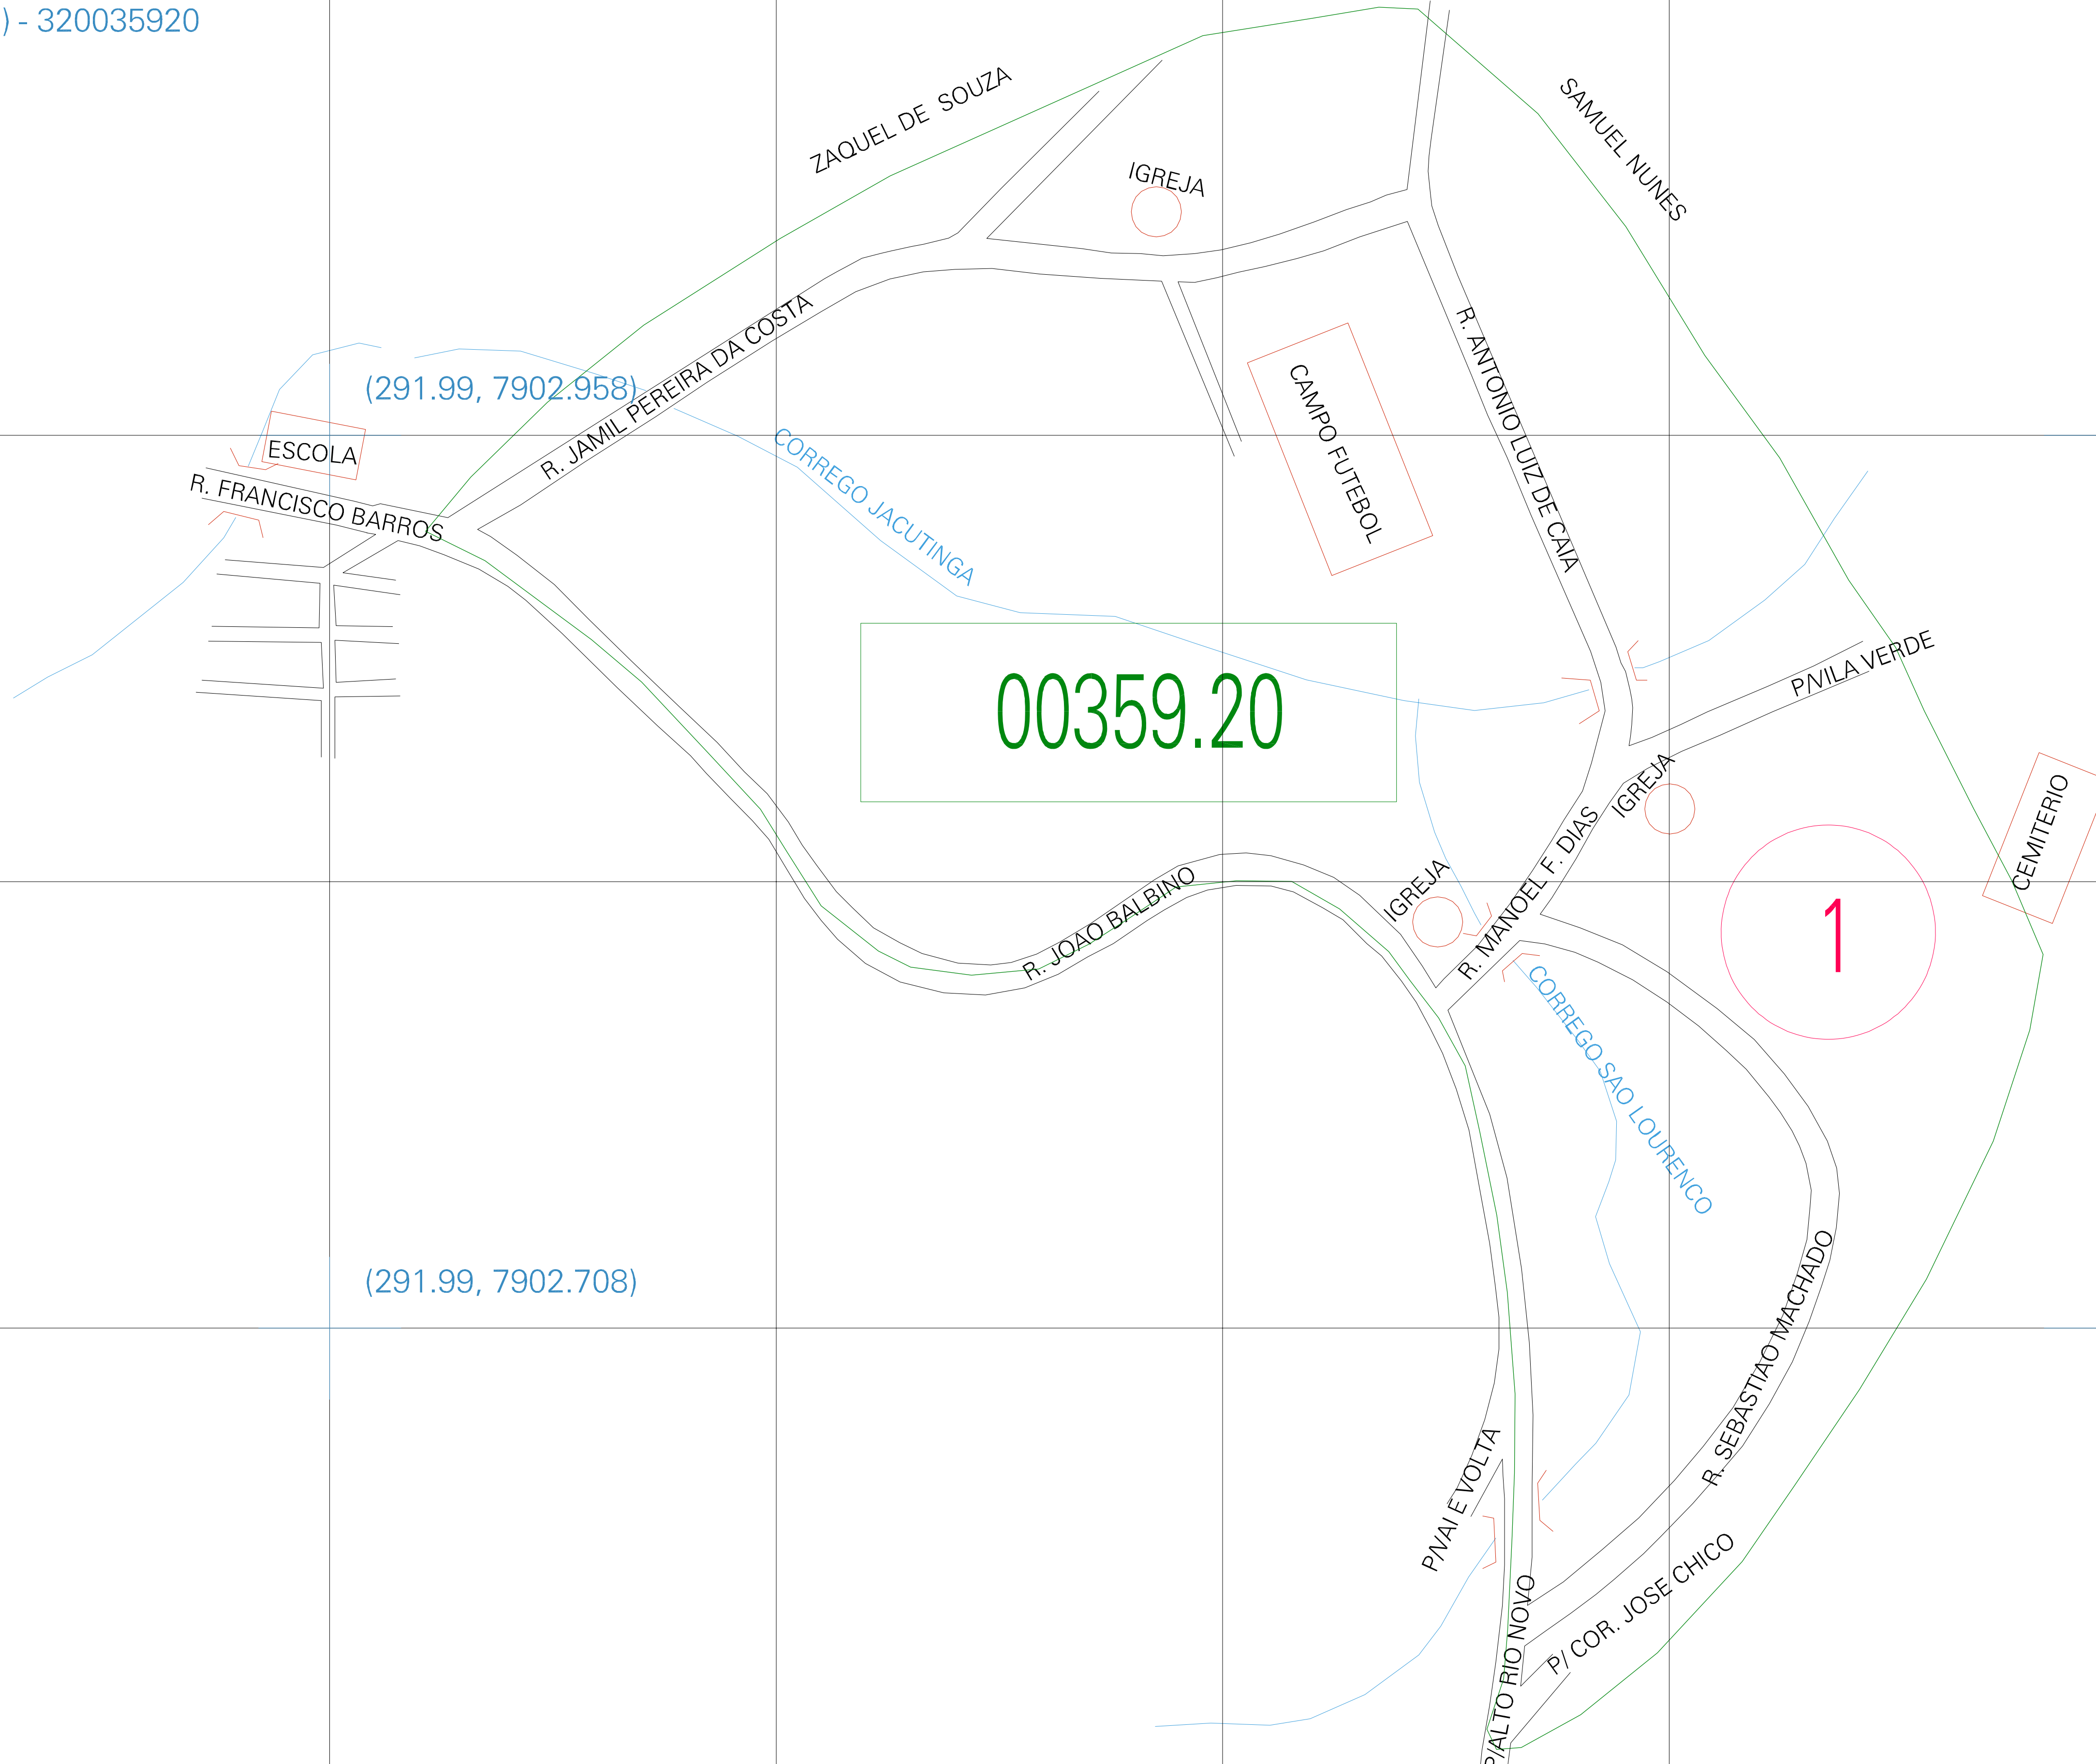 ) - 320035920
ZAQUEL DE SOUZA
SAMUEL NUNES
IGREJA
R. JAMIL PEREIRA DA COSTA
R. ANTONIO LUIZ DE CAIA
(291.99, 7902.958)
CAMPO FUTEBOL
ESCOLA
R. FRANCISCO BARROS
CORREGO JACUTINGA
00359.20
P/VILA VERDE
IGREJA
CEMITERIO
R. MANOEL F. DIAS
IGREJA
R. JOAO BALBINO
1
CORREGO SAO LOURENCO
(291.99, 7902.708)
R. SEBASTIAO MACHADO
P/VAI E VOLTA
P/ COR. JOSE CHICO
P/ALTO RIO NOVO